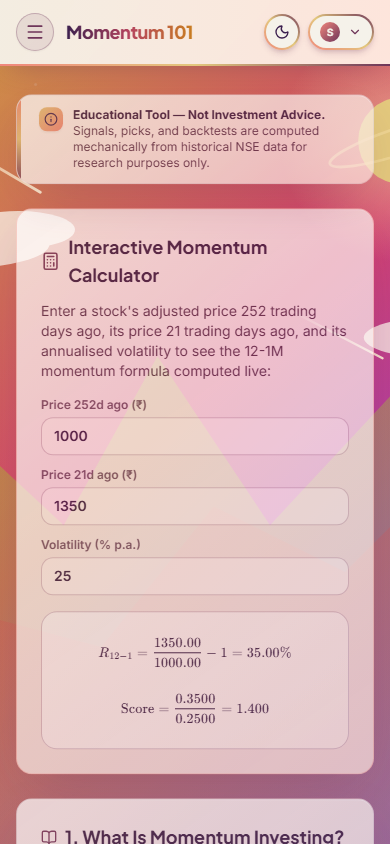 Momentum 101
S
Educational Tool — Not Investment Advice.
Signals, picks, and backtests are computed
mechanically from historical NSE data for
research purposes only.
Interactive Momentum
Calculator
Enter a stock's adjusted price 252 trading
days ago, its price 21 trading days ago, and its
annualised volatility to see the 12-1M
momentum formula computed live:
Price 252d ago (₹)
1000
Price 21d ago (₹)
1350
Volatility (% p.a.)
25
R₁₂₋₁ = 1350.00/1000.00 − 1 = 35.00%
Score = 0.3500/0.2500 = 1.400
1. What Is Momentum Investing?